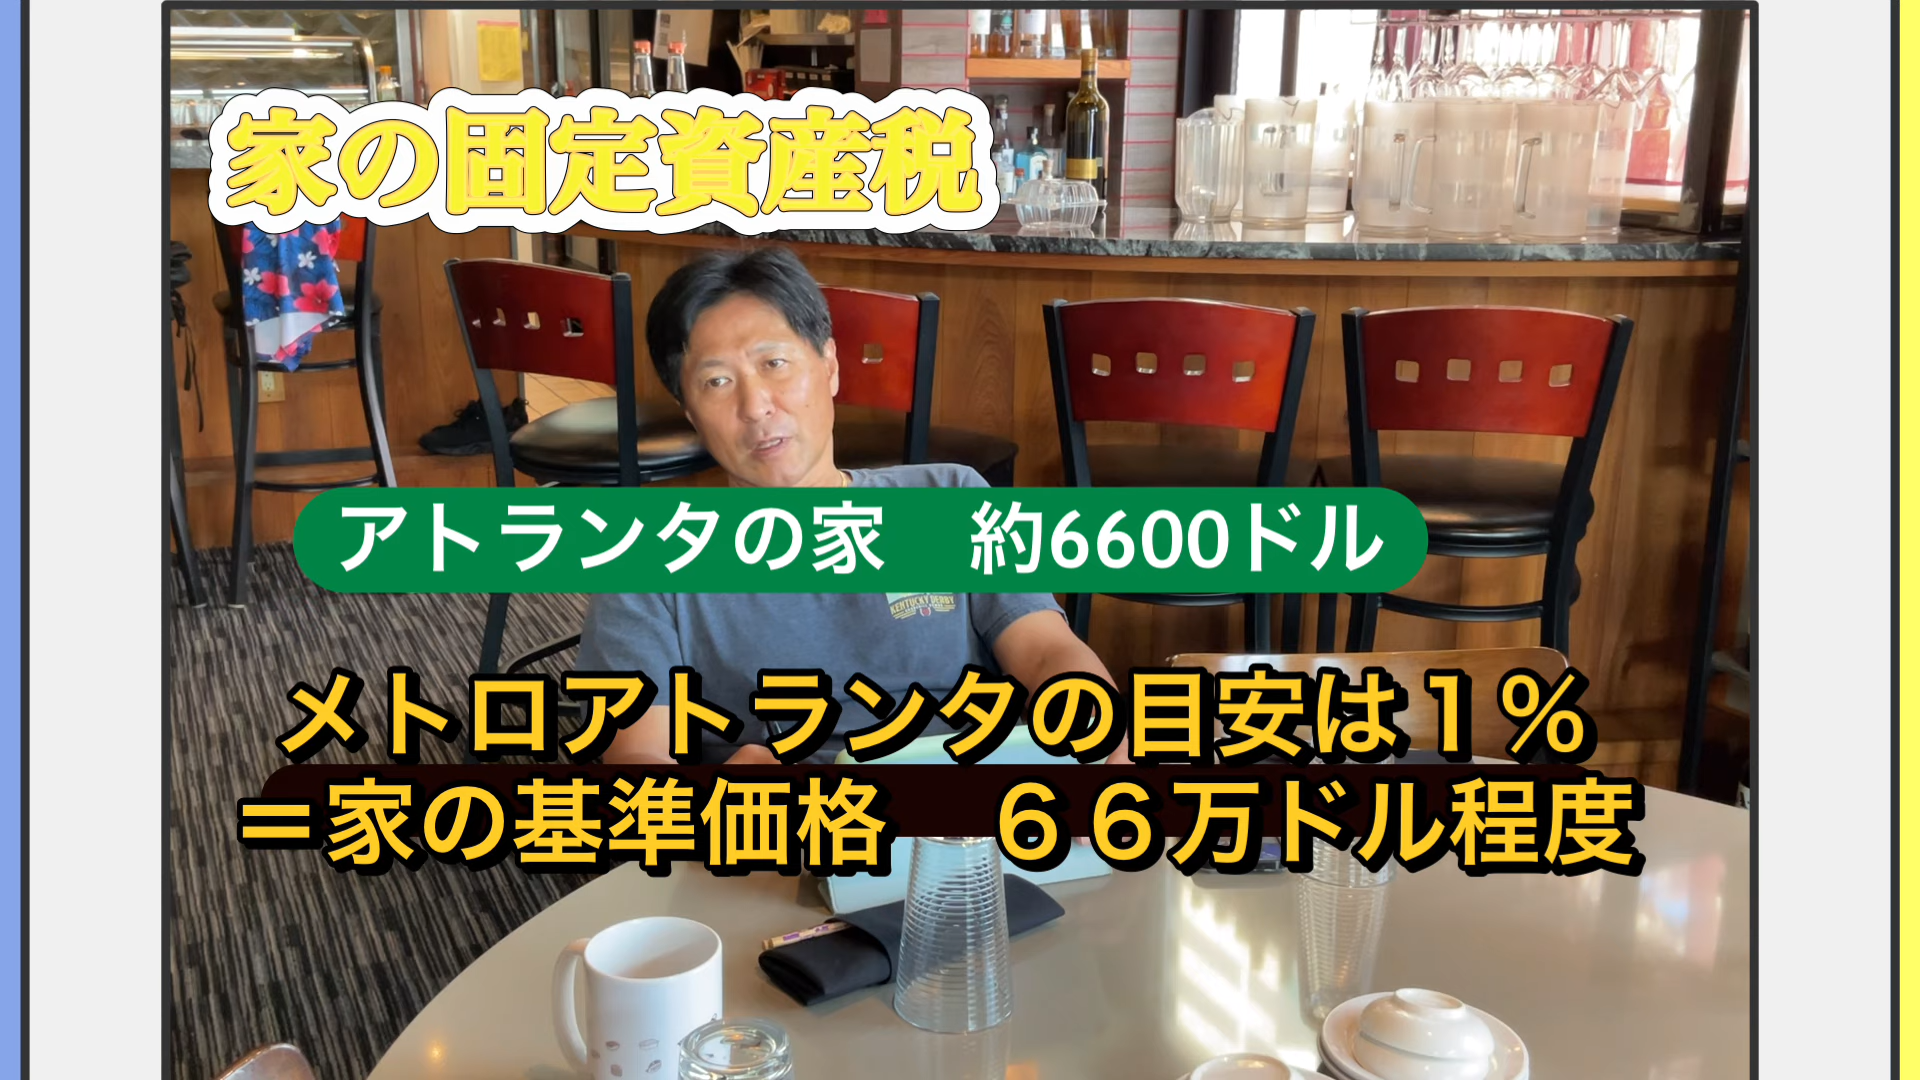 家の固定資産税
アトランタの家　約6600ドル
KENTUCKY DERBY
メトロアトランタの目安は１％
＝家の基準価格　６６万ドル程度